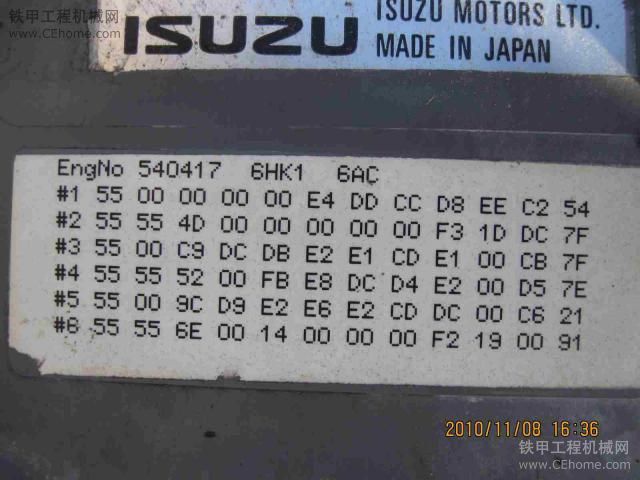 铁甲工程机械网
www.CEhome.com
ISUZU
ISUZU MOTORS LTD.
MADE IN JAPAN
EngNo 540417 6HK1 6AC
#1 55 00 00 00 00 E4 DD CC D8 EE C2 54
#2 55 55 4D 00 00 00 00 00 F3 1D DC 7F
#3 55 00 C9 DC DB E2 E1 CD E1 00 CB 7F
#4 55 55 52 00 FB E8 DC D4 E2 00 D5 7E
#5 55 00 9C D9 E2 E6 E2 CD DC 00 C6 21
#6 55 55 6E 00 14 00 00 00 F2 19 00 91
2010/11/08 16:36
铁甲工程机械网
www.CEhome.com